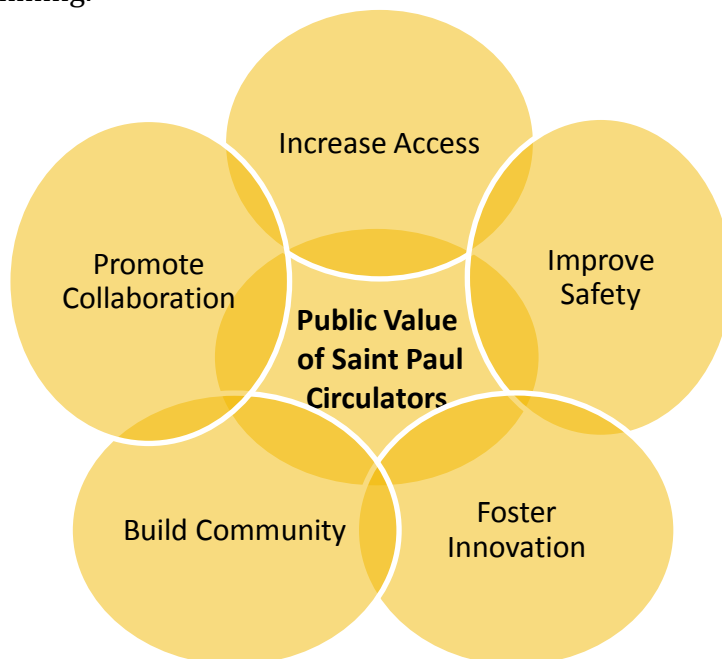 Increase Access
Promote
Collaboration
Improve
Safety
Public Value
of Saint Paul
Circulators
Build Community
Foster
Innovation